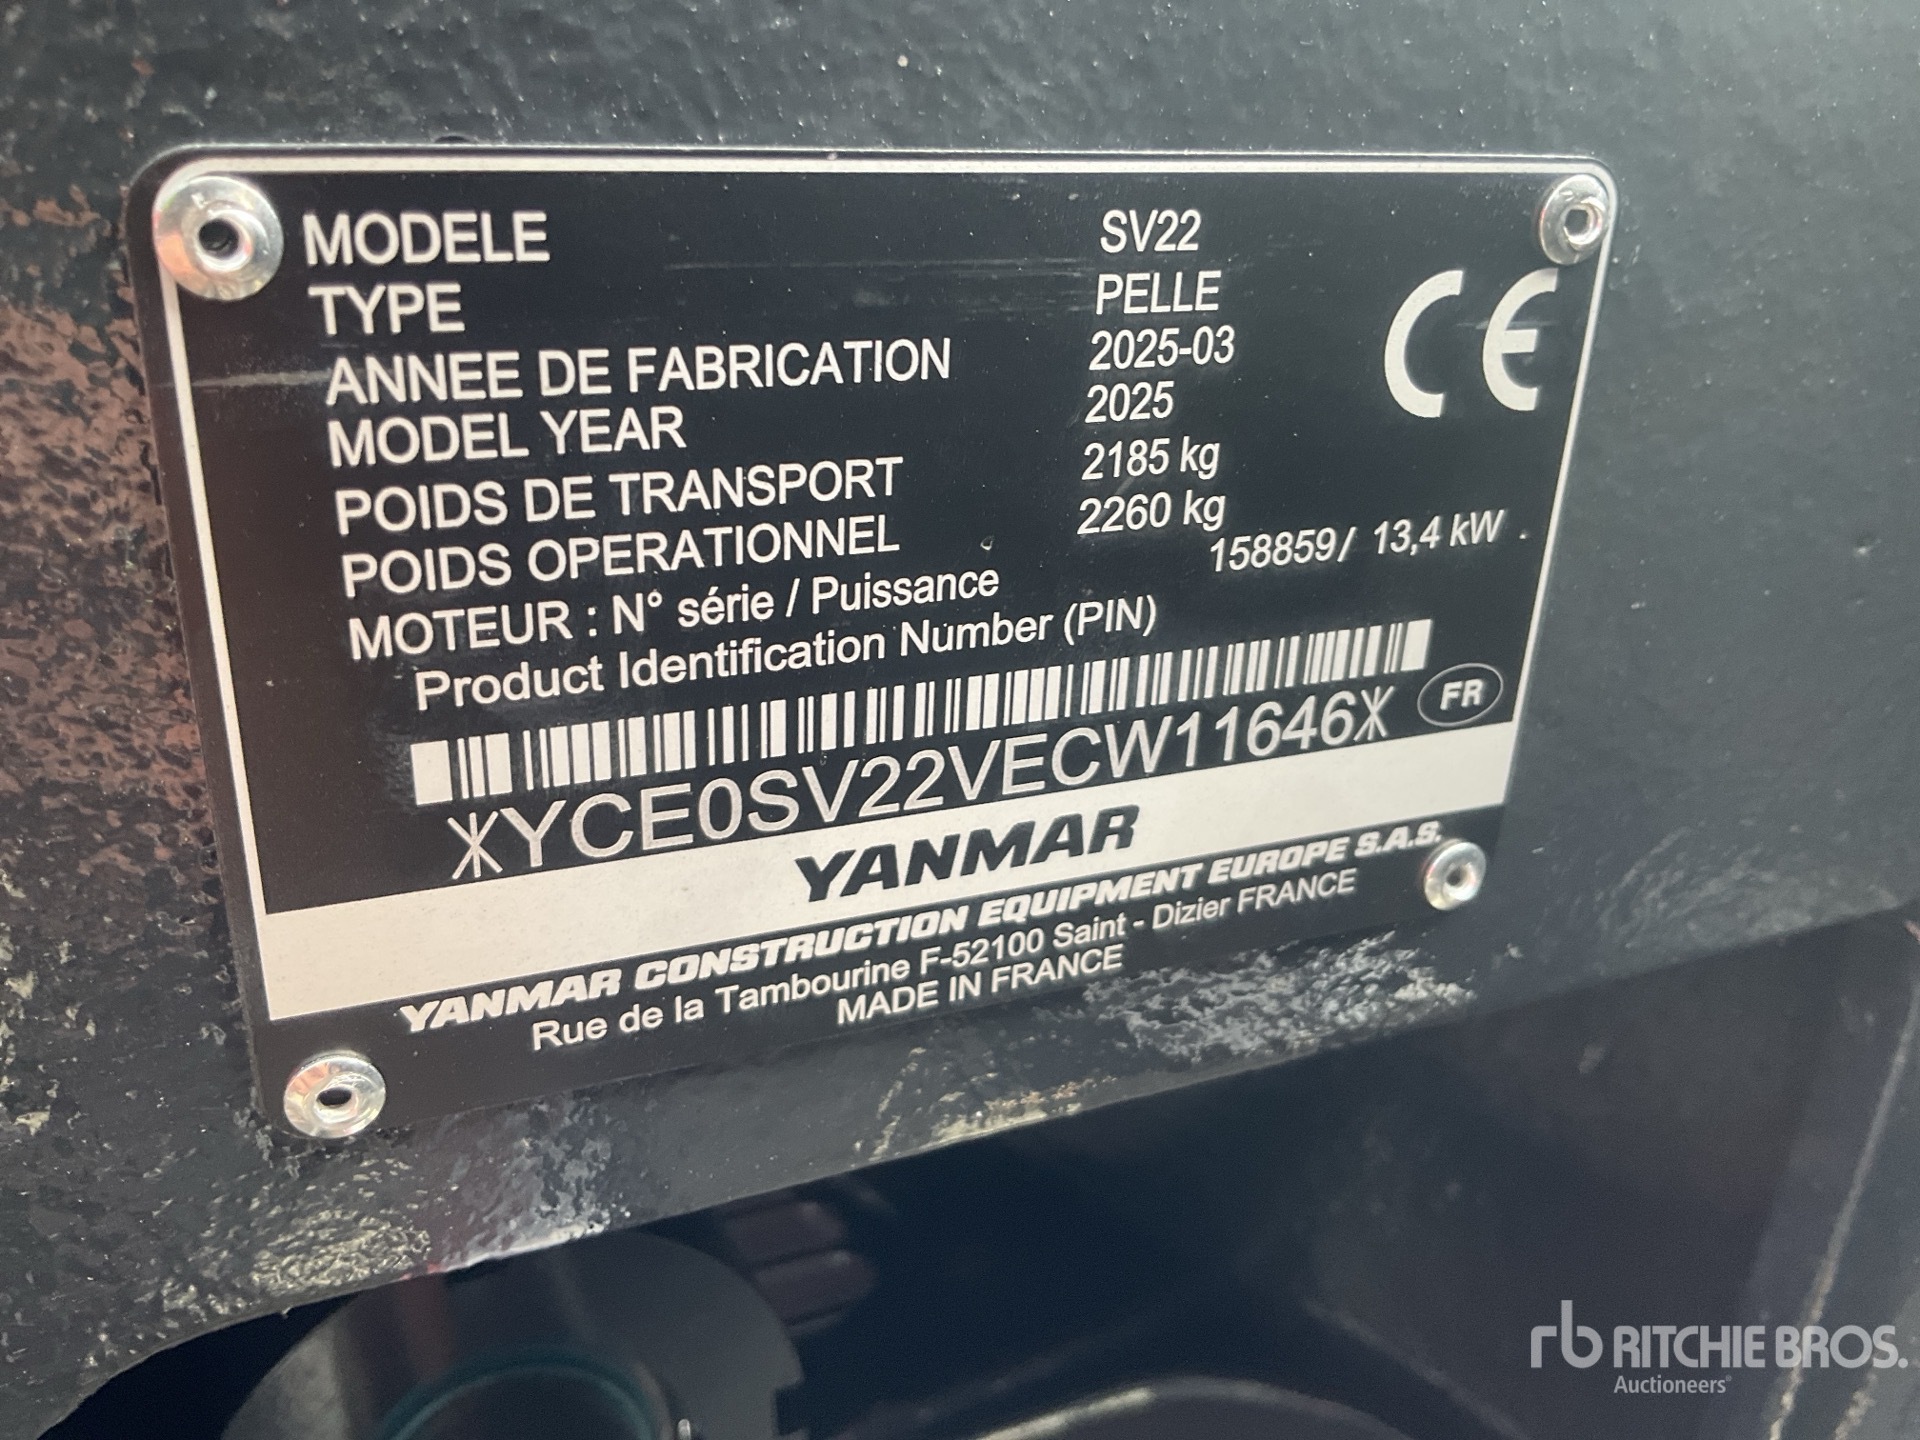 MODELE SV22
TYPE PELLE
ANNEE DE FABRICATION 2025-03
MODEL YEAR 2025
POIDS DE TRANSPORT 2185 kg
POIDS OPERATIONNEL 2260 kg
MOTEUR : N° série / Puissance 158859/ 13,4 kW
Product Identification Number (PIN)
CE
FR
*YCE0SV22VECW11646*
YANMAR
YANMAR CONSTRUCTION EQUIPMENT EUROPE S.A.S.
Rue de la Tambourine F-52100 Saint - Dizier FRANCE
MADE IN FRANCE
rb RITCHIE BROS.
Auctioneers